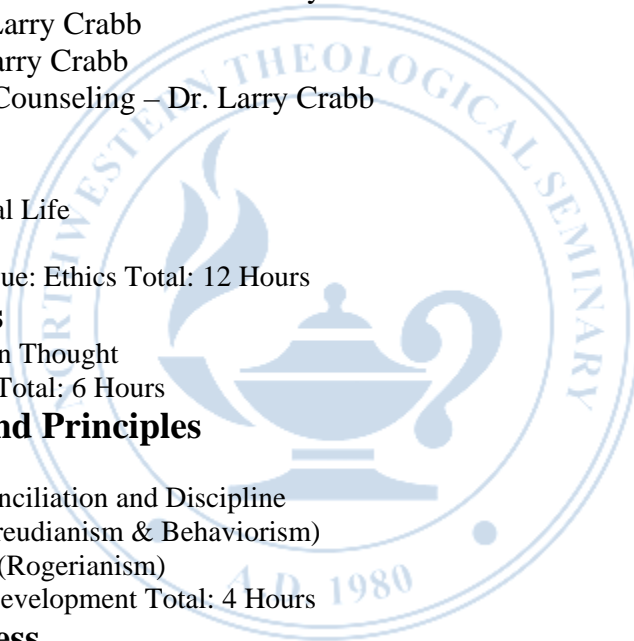 Larry Crabb
arry Crabb
Counseling – Dr. Larry Crabb
al Life
ue: Ethics Total: 12 Hours
s
n Thought
Total: 6 Hours
nd Principles
nciliation and Discipline
reudianism & Behaviorism)
(Rogerianism)
evelopment Total: 4 Hours
ess
NORTHWESTERN THEOLOGICAL SEMINARY
A.D. 1980